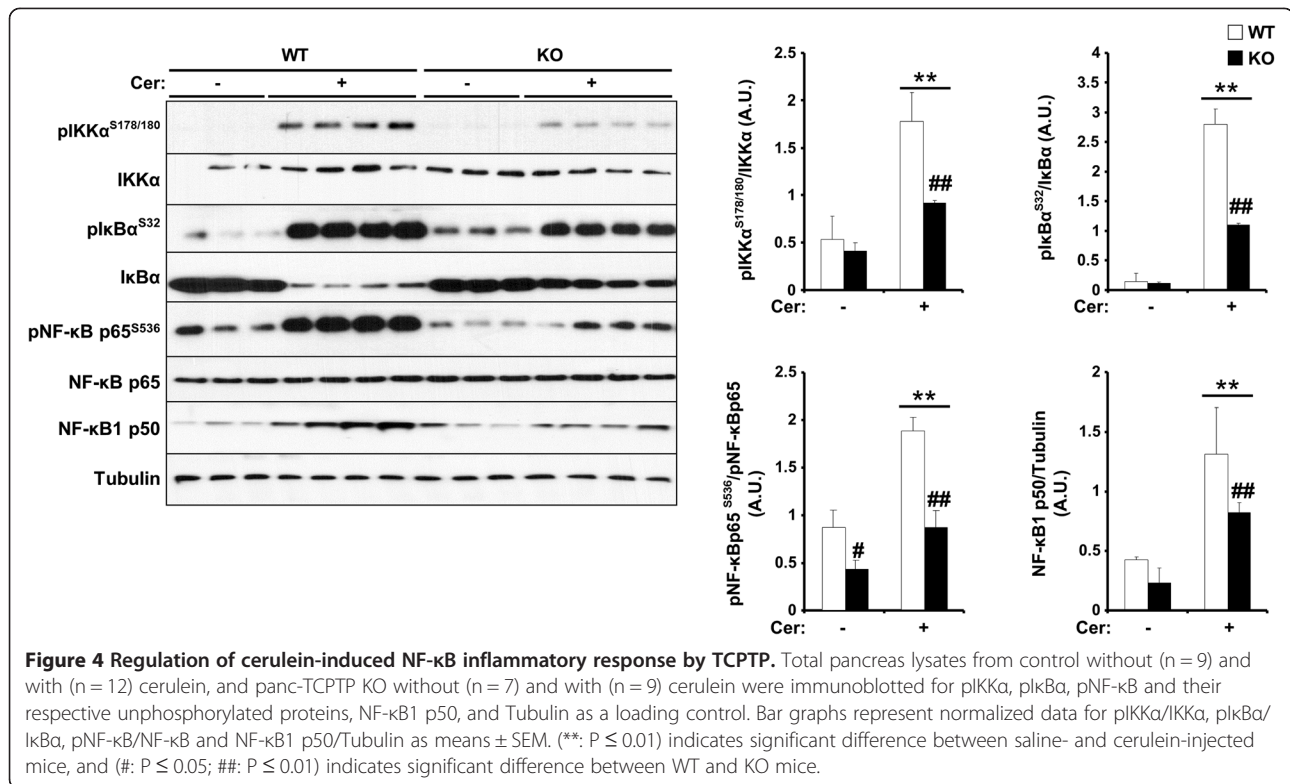 WT KO
Cer: - + - +
pIKKα^S178/180
IKKα
pIκBα^S32
IκBα
pNF-κB p65^S536
NF-κB p65
NF-κB1 p50
Tubulin
WT
KO
pIKKα^S178/180/IKKα (A.U.)
2.5
2
1.5
1
0.5
0
**
##
Cer: - +
pIκBα^S32/IκBα (A.U.)
4
3.5
3
2.5
2
1.5
1
0.5
0
**
##
Cer: - +
pNF-κBp65 ^S536/pNF-κBp65
(A.U.)
2.5
2
1.5
1
0.5
0
**
#
##
Cer: - +
NF-κB1 p50/Tubulin
(A.U.)
2
1.5
1
0.5
0
**
##
Cer: - +
Figure 4 Regulation of cerulein-induced NF-κB inflammatory response by TCPTP. Total pancreas lysates from control without (n = 9) and
with (n = 12) cerulein, and panc-TCPTP KO without (n = 7) and with (n = 9) cerulein were immunoblotted for pIKKα, pIκBα, pNF-κB and their
respective unphosphorylated proteins, NF-κB1 p50, and Tubulin as a loading control. Bar graphs represent normalized data for pIKKα/IKKα, pIκBα/
IκBα, pNF-κB/NF-κB and NF-κB1 p50/Tubulin as means ± SEM. (**: P ≤ 0.01) indicates significant difference between saline- and cerulein-injected
mice, and (#: P ≤ 0.05; ##: P ≤ 0.01) indicates significant difference between WT and KO mice.